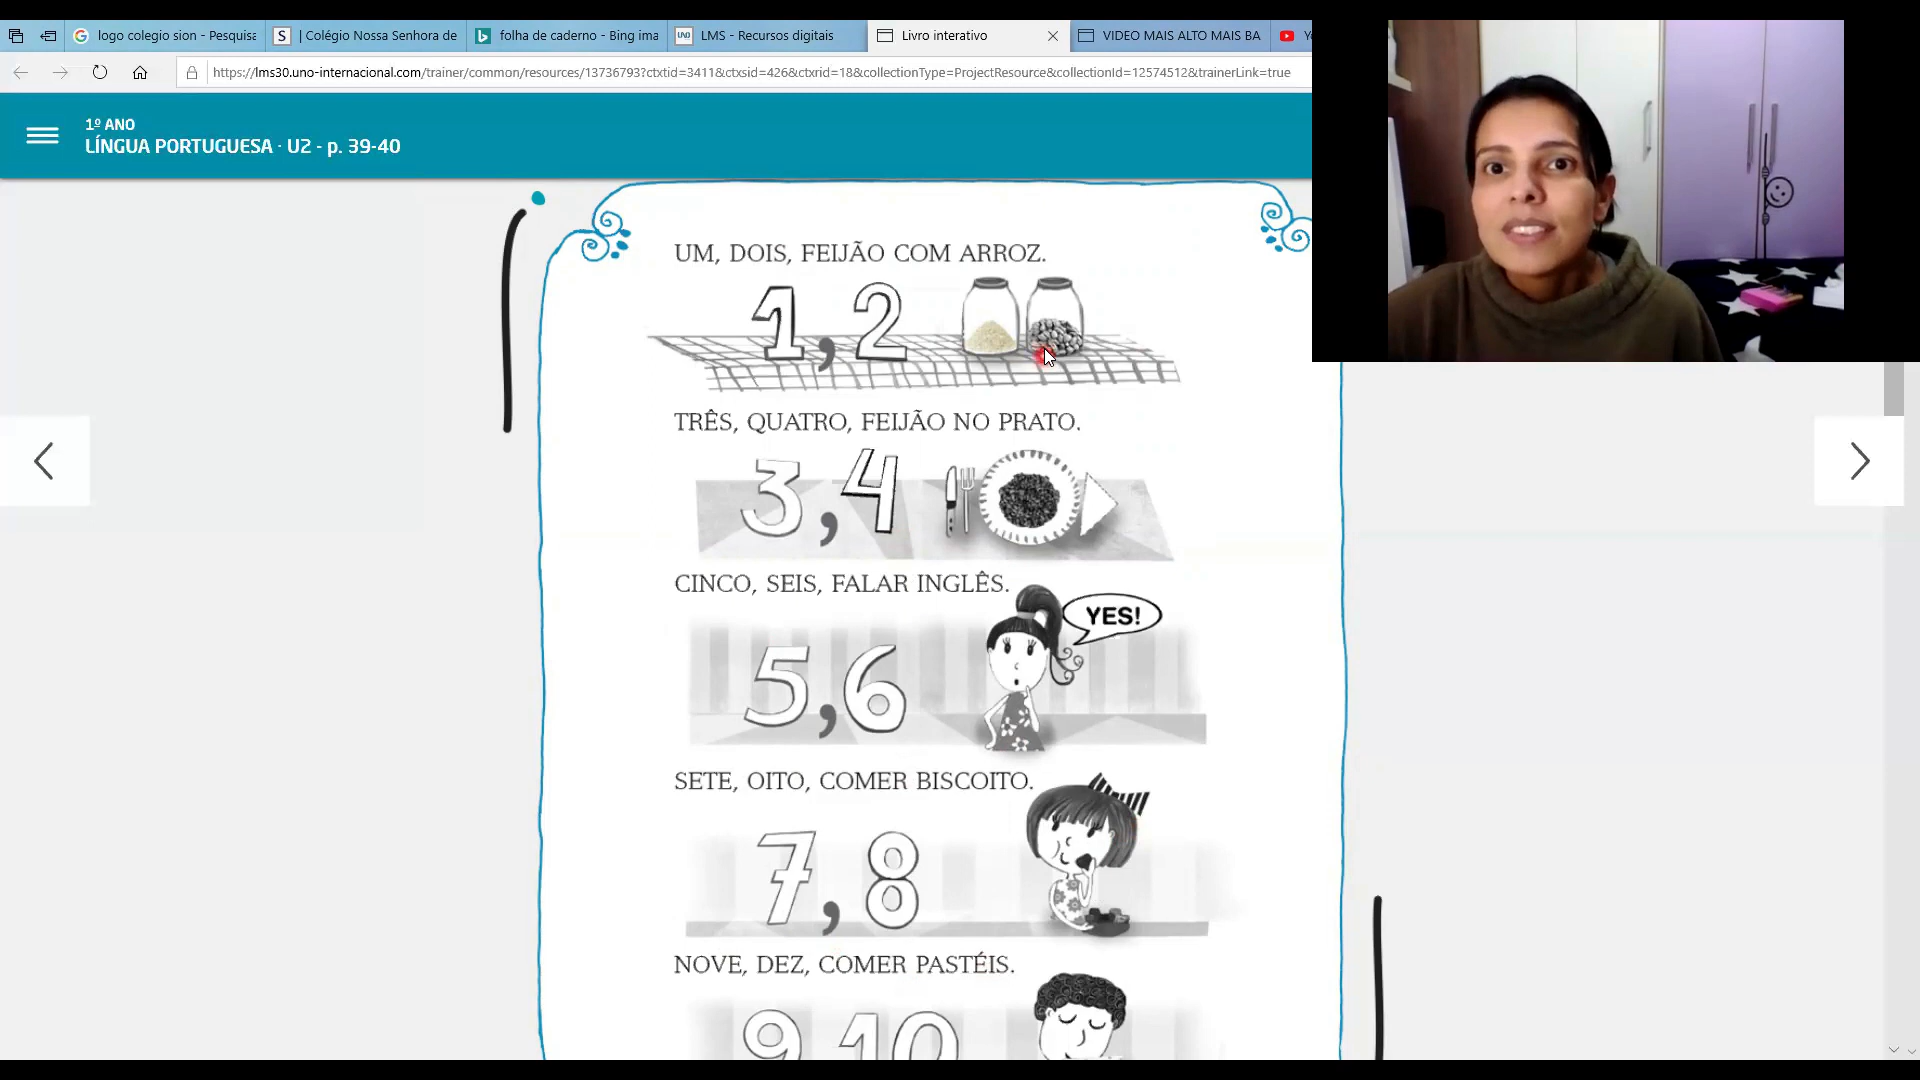 logo colegio sion - Pesquisa
S | Colégio Nossa Senhora de
folha de caderno - Bing ima
UNO LMS - Recursos digitais
Livro interativo
VIDEO MAIS ALTO MAIS BA
https://lms30.uno-internacional.com/trainer/common/resources/13736793?ctxtid=3411&ctxsid=426&ctxrid=18&collectionType=ProjectResource&collectionId=12574512&trainerLink=true
1º ANO
LÍNGUA PORTUGUESA · U2 - p. 39-40
UM, DOIS, FEIJÃO COM ARROZ.
1, 2
TRÊS, QUATRO, FEIJÃO NO PRATO.
3, 4
CINCO, SEIS, FALAR INGLÊS.
YES!
5, 6
SETE, OITO, COMER BISCOITO.
7, 8
NOVE, DEZ, COMER PASTÉIS.
9, 10